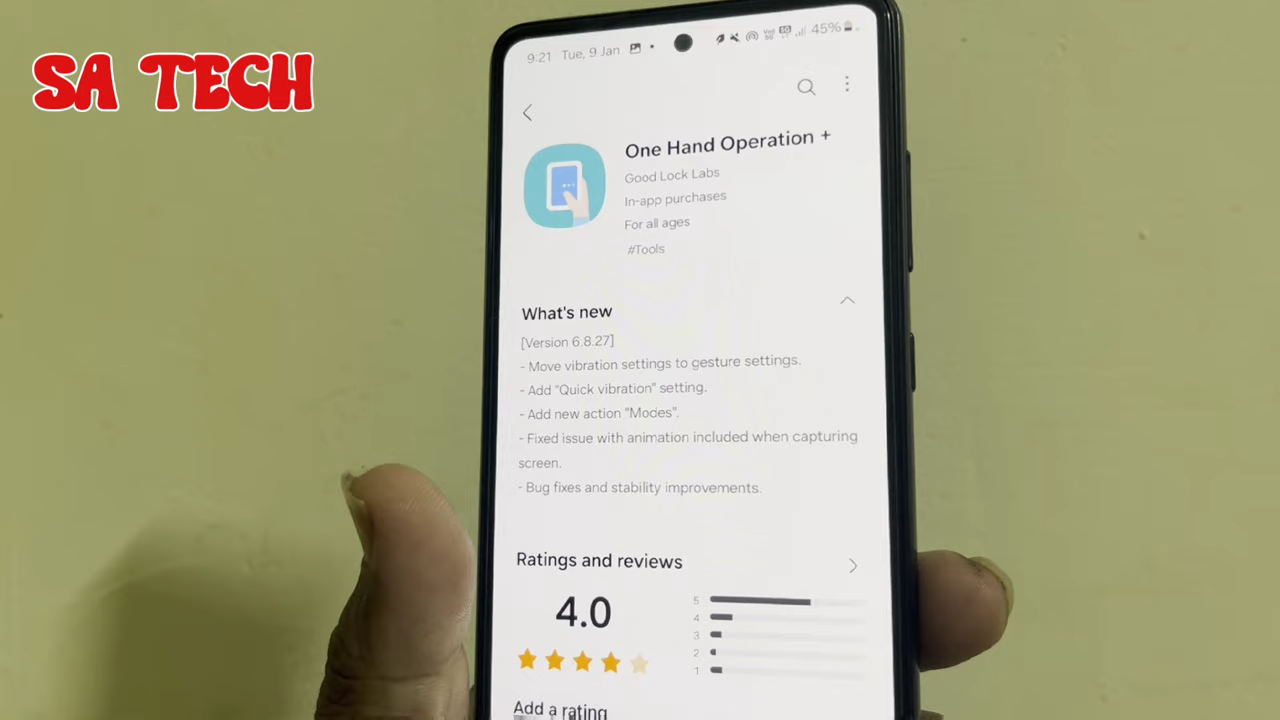 SA TECH
9:21 Tue, 9 Jan
45%
One Hand Operation +
Good Lock Labs
In-app purchases
For all ages
#Tools
What's new
[Version 6.8.27]
- Move vibration settings to gesture settings.
- Add "Quick vibration" setting.
- Add new action "Modes".
- Fixed issue with animation included when capturing
screen.
- Bug fixes and stability improvements.
Ratings and reviews
4.0
5
4
3
2
1
Add a rating